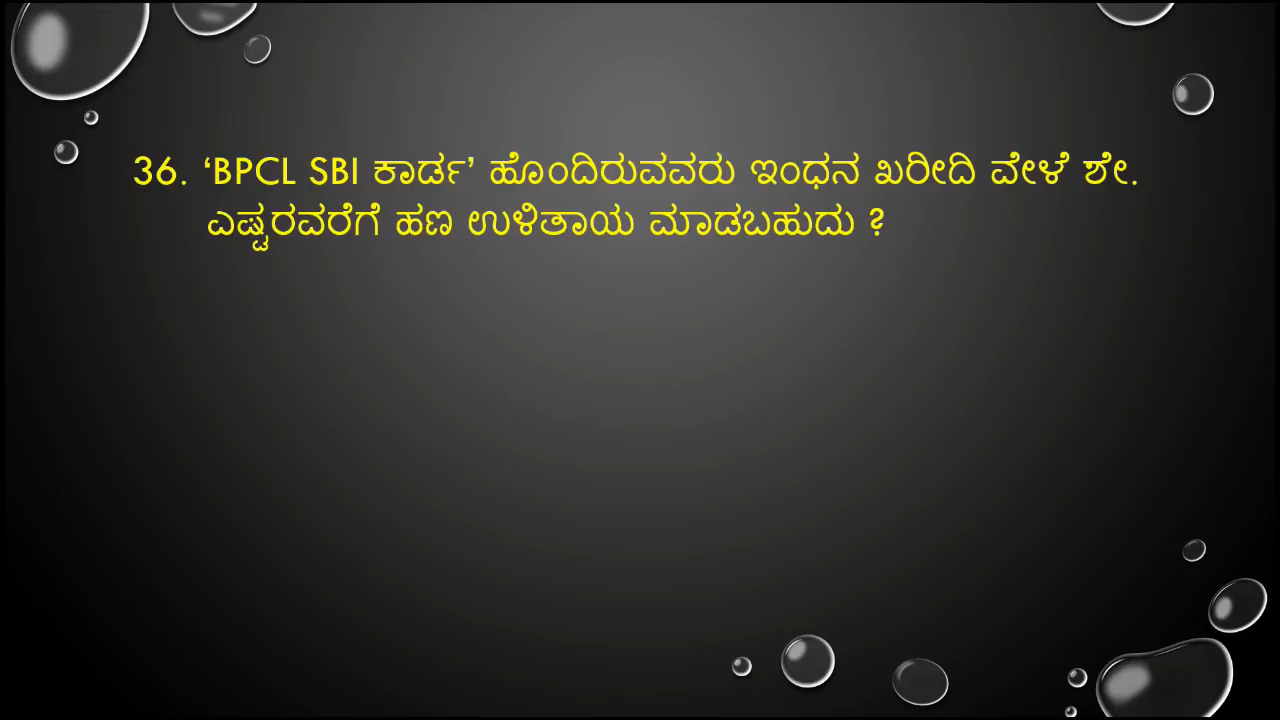 36. ‘BPCL SBI ಕಾರ್ಡ’ ಹೊಂದಿರುವವರು ಇಂಧನ ಖರೀದಿ ವೇಳೆ ಶೇ.
ಎಷ್ಟರವರೆಗೆ ಹಣ ಉಳಿತಾಯ ಮಾಡಬಹುದು ?